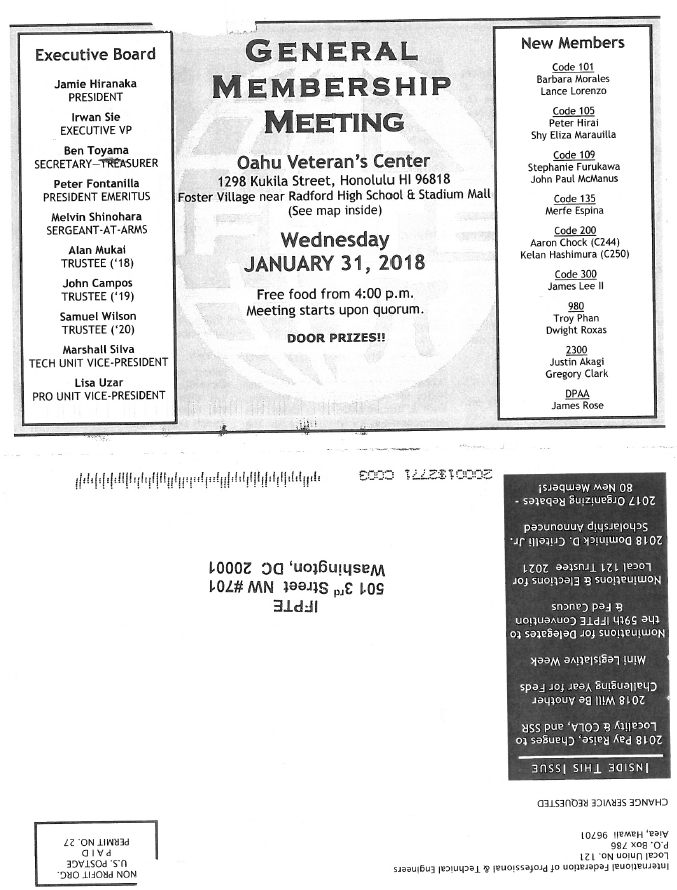 Executive Board
Jamie Hiranaka
PRESIDENT
Irwan Sie
EXECUTIVE VP
Ben Toyama
SECRETARY—TREASURER
Peter Fontanilla
PRESIDENT EMERITUS
Melvin Shinohara
SERGEANT-AT-ARMS
Alan Mukai
TRUSTEE ('18)
John Campos
TRUSTEE ('19)
Samuel Wilson
TRUSTEE ('20)
Marshall Silva
TECH UNIT VICE-PRESIDENT
Lisa Uzar
PRO UNIT VICE-PRESIDENT
GENERAL
MEMBERSHIP
MEETING
Oahu Veteran's Center
1298 Kukila Street, Honolulu HI 96818
Foster Village near Radford High School & Stadium Mall
(See map inside)
Wednesday
JANUARY 31, 2018
Free food from 4:00 p.m.
Meeting starts upon quorum.
DOOR PRIZES!!
New Members
Code 101
Barbara Morales
Lance Lorenzo
Code 105
Peter Hirai
Shy Eliza Marauilla
Code 109
Stephanie Furukawa
John Paul McManus
Code 135
Merfe Espina
Code 200
Aaron Chock (C244)
Kelan Hashimura (C250)
Code 300
James Lee II
980
Troy Phan
Dwight Roxas
2300
Justin Akagi
Gregory Clark
DPAA
James Rose
International Federation of Professional & Technical Engineers
Local Union No. 121
P.O. Box 786
Aiea, Hawaii 96701
CHANGE SERVICE REQUESTED
NON PROFIT ORG.
U.S. POSTAGE
PAID
PERMIT NO. 27
INSIDE THIS ISSUE
2018 Pay Raise, Changes to
Locality & COLA, and SSR
2018 Will Be Another
Challenging Year for Feds
Mini Legislative Week
Nominations for Delegates to
the 59th IFPTE Convention
& Fed Caucus
Nominations & Elections for
Local 121 Trustee 2021
2018 Dominick D. Critelli Jr.
Scholarship Announced
2017 Organizing Rebates -
80 New Members!
IFPTE
501 3rd Street NW #701
Washington, DC 20001
20001$2771 C003